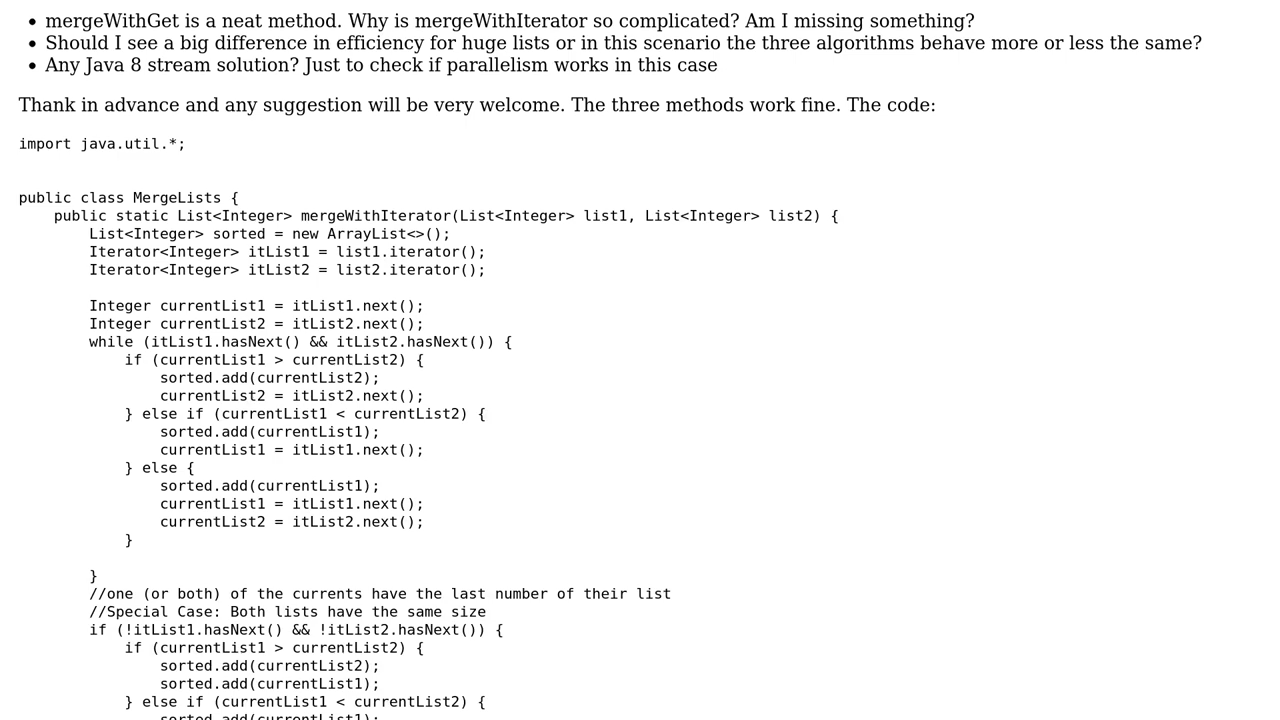 • mergeWithGet is a neat method. Why is mergeWithIterator so complicated? Am I missing something?
• Should I see a big difference in efficiency for huge lists or in this scenario the three algorithms behave more or less the same?
• Any Java 8 stream solution? Just to check if parallelism works in this case
Thank in advance and any suggestion will be very welcome. The three methods work fine. The code:
import java.util.*;
public class MergeLists {
    public static List<Integer> mergeWithIterator(List<Integer> list1, List<Integer> list2) {
        List<Integer> sorted = new ArrayList<>();
        Iterator<Integer> itList1 = list1.iterator();
        Iterator<Integer> itList2 = list2.iterator();
        Integer currentList1 = itList1.next();
        Integer currentList2 = itList2.next();
        while (itList1.hasNext() && itList2.hasNext()) {
            if (currentList1 > currentList2) {
                sorted.add(currentList2);
                currentList2 = itList2.next();
            } else if (currentList1 < currentList2) {
                sorted.add(currentList1);
                currentList1 = itList1.next();
            } else {
                sorted.add(currentList1);
                currentList1 = itList1.next();
                currentList2 = itList2.next();
            }
        }
        //one (or both) of the currents have the last number of their list
        //Special Case: Both lists have the same size
        if (!itList1.hasNext() && !itList2.hasNext()) {
            if (currentList1 > currentList2) {
                sorted.add(currentList2);
                sorted.add(currentList1);
            } else if (currentList1 < currentList2) {
                sorted.add(currentList1);